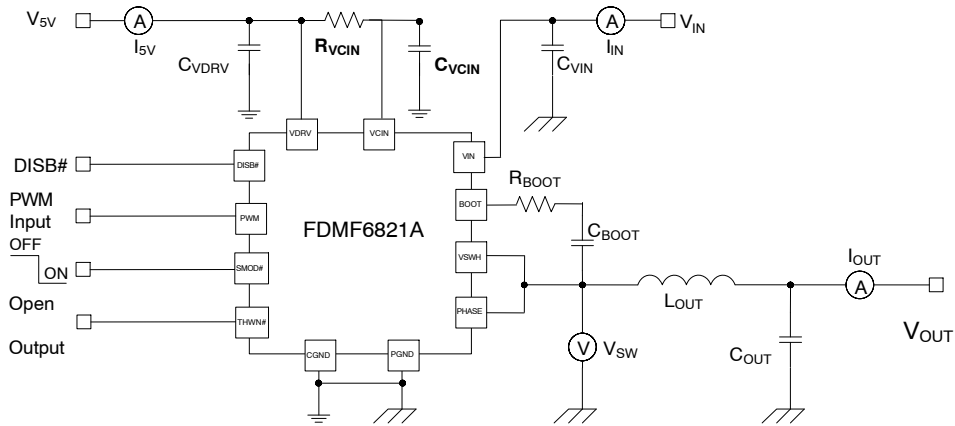 V5V
A
I5V
RVCIN
CVDRV
CVCIN
CVIN
A
IIN
VIN
VDRV
VCIN
VIN
DISB#
DISB#
PWM
Input
PWM
OFF
ON
SMOD#
Open
Output
THWN#
FDMF6821A
BOOT
RBOOT
CBOOT
VSWH
PHASE
CGND
PGND
V
VSW
LOUT
COUT
IOUT
A
VOUT